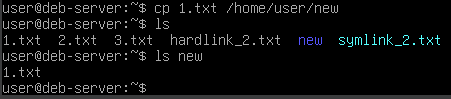 user@deb-server:~$ cp 1.txt /home/user/new
user@deb-server:~$ ls
1.txt  2.txt  3.txt  hardlink_2.txt  new  symlink_2.txt
user@deb-server:~$ ls new
1.txt
user@deb-server:~$